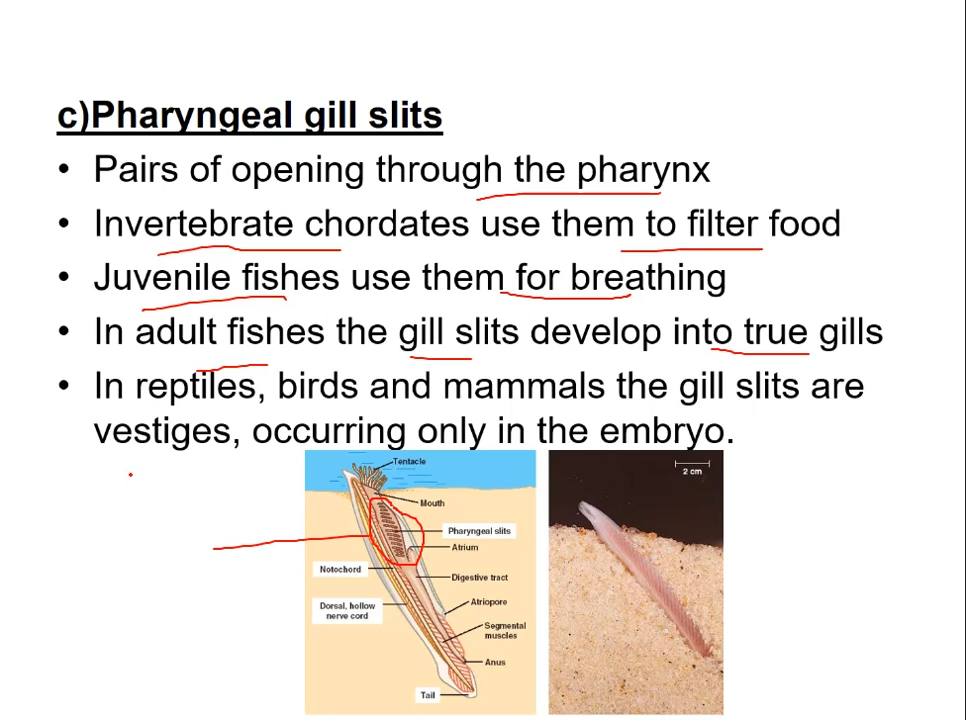 c)Pharyngeal gill slits
• Pairs of opening through the pharynx
• Invertebrate chordates use them to filter food
• Juvenile fishes use them for breathing
• In adult fishes the gill slits develop into true gills
• In reptiles, birds and mammals the gill slits are
vestiges, occurring only in the embryo.
Tentacle
Mouth
Pharyngeal slits
Atrium
Notochord
Digestive tract
Dorsal, hollow
nerve cord
Atriopore
Segmental
muscles
Anus
Tail
2 cm